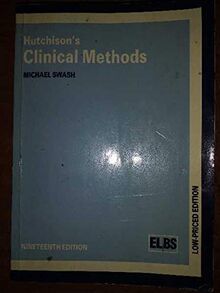 Hutchison's
Clinical Methods
MICHAEL SWASH
LOW-PRICED EDITION
NINETEENTH EDITION
ELBS